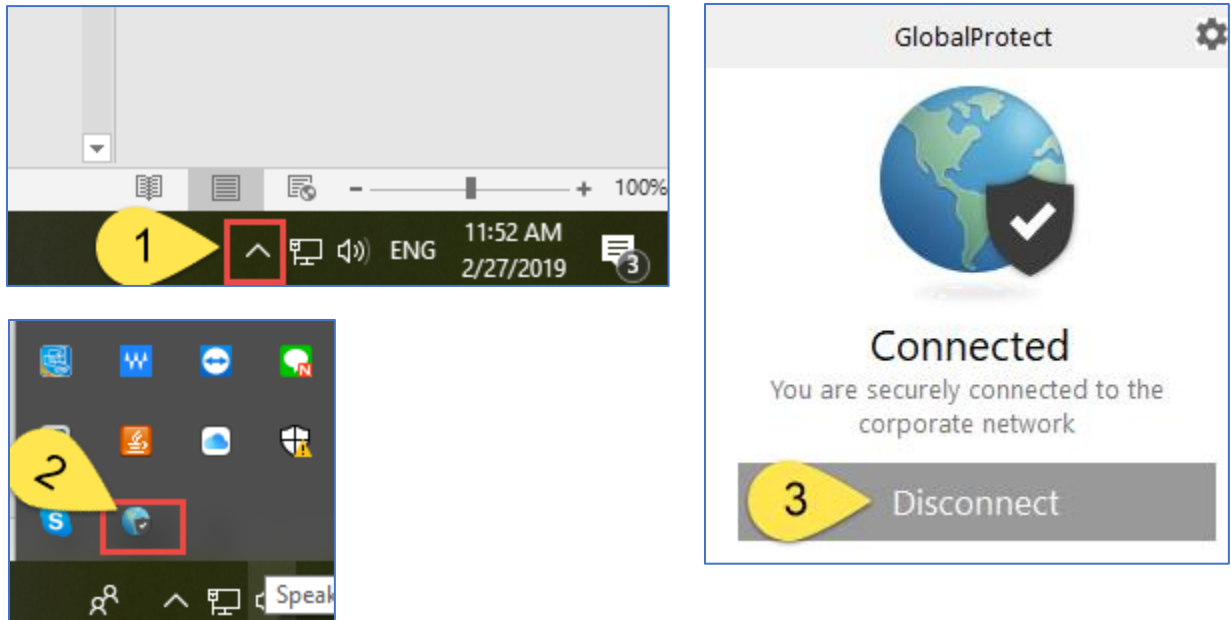 100%
1
ENG
11:52 AM
2/27/2019
3
W
N
2
S
Speak
GlobalProtect
Connected
You are securely connected to the
corporate network
3
Disconnect